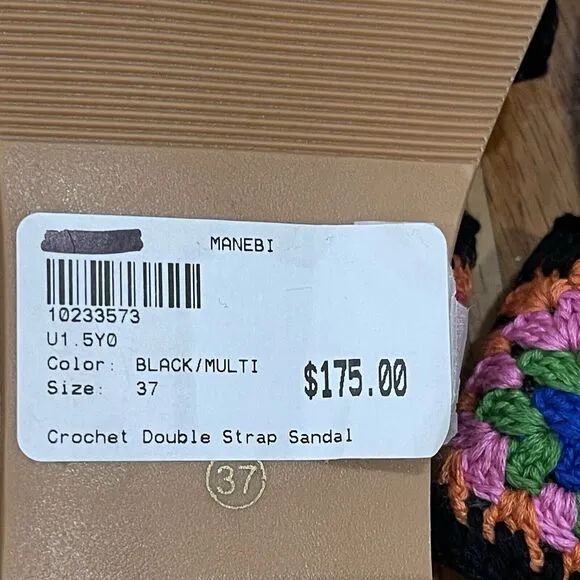 MANEBI
10233573
U1.5Y0
Color: BLACK/MULTI
Size: 37
$175.00
Crochet Double Strap Sandal
37